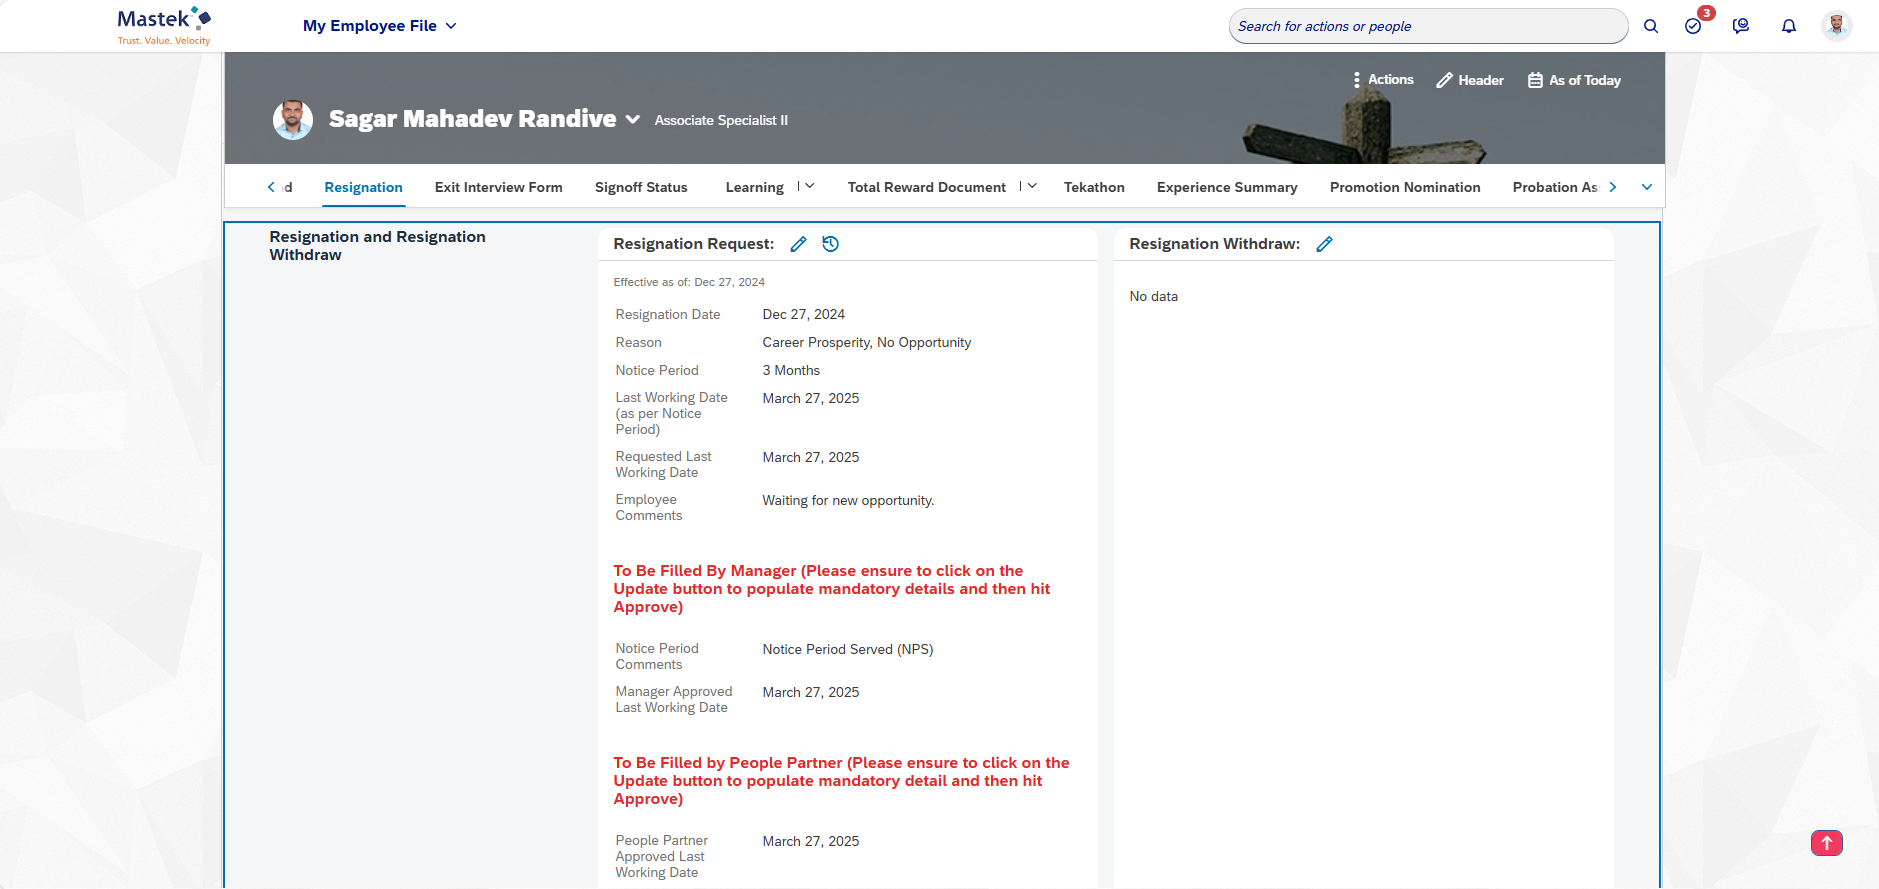 Mastek
Trust. Value. Velocity
My Employee File
Search for actions or people
3
Actions
Header
As of Today
Sagar Mahadev Randive
Associate Specialist II
d
Resignation
Exit Interview Form
Signoff Status
Learning
Total Reward Document
Tekathon
Experience Summary
Promotion Nomination
Probation As
Resignation and Resignation
Withdraw
Resignation Request:
Effective as of: Dec 27, 2024
Resignation Date Dec 27, 2024
Reason Career Prosperity, No Opportunity
Notice Period 3 Months
Last Working Date March 27, 2025
(as per Notice
Period)
Requested Last March 27, 2025
Working Date
Employee Waiting for new opportunity.
Comments
To Be Filled By Manager (Please ensure to click on the
Update button to populate mandatory details and then hit
Approve)
Notice Period Notice Period Served (NPS)
Comments
Manager Approved March 27, 2025
Last Working Date
To Be Filled by People Partner (Please ensure to click on the
Update button to populate mandatory detail and then hit
Approve)
People Partner March 27, 2025
Approved Last
Working Date
Resignation Withdraw:
No data